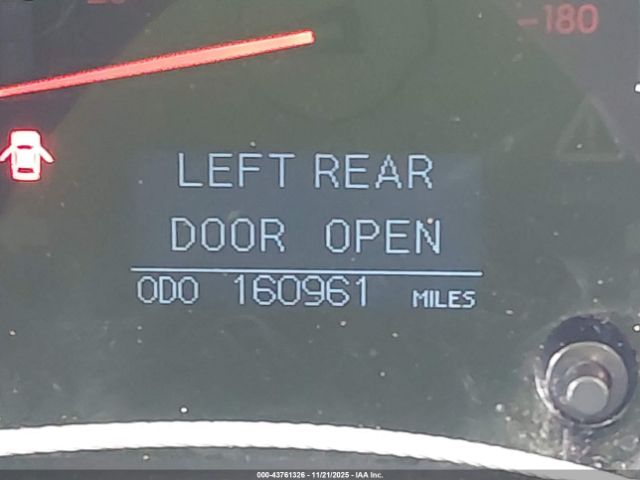 -180
LEFT REAR
DOOR OPEN
ODO 160961 MILES
000-43761326 - 11/21/2025 - IAA Inc.